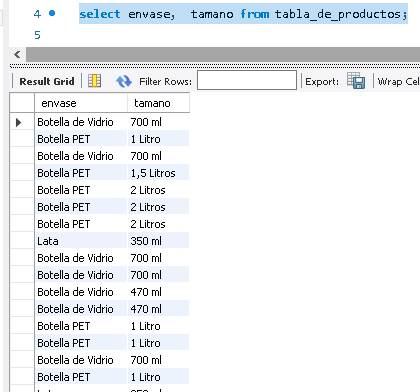 4 select envase, tamano from tabla_de_productos;
5
Result Grid Filter Rows: Export: Wrap Cel
envase tamano
Botella de Vidrio 700 ml
Botella PET 1 Litro
Botella de Vidrio 700 ml
Botella PET 1,5 Litros
Botella PET 2 Litros
Botella PET 2 Litros
Botella PET 2 Litros
Lata 350 ml
Botella de Vidrio 700 ml
Botella de Vidrio 700 ml
Botella de Vidrio 470 ml
Botella de Vidrio 470 ml
Botella PET 1 Litro
Botella PET 1 Litro
Botella de Vidrio 700 ml
Botella PET 1 Litro